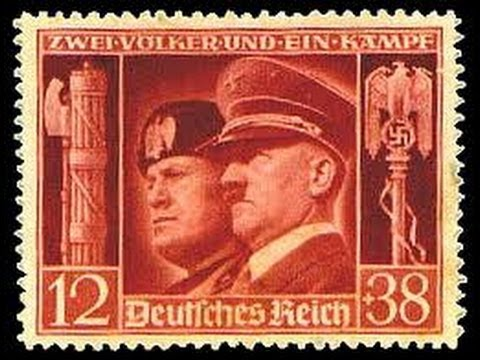 ZWEI·VÖLKER·UND·EIN·KAMPF
12 Deutsches Reich +38